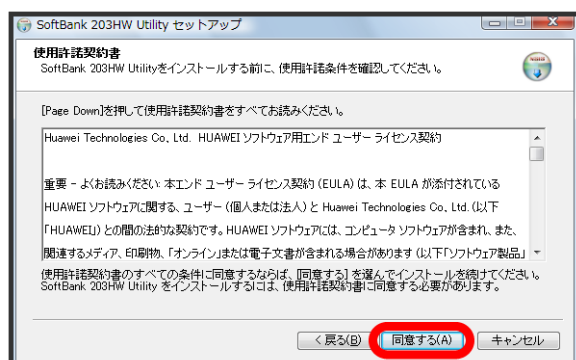 SoftBank 203HW Utility セットアップ
使用許諾契約書
SoftBank 203HW Utilityをインストールする前に、使用許諾条件を確認してください。
[Page Down]を押して使用許諾契約書をすべてお読みください。
Huawei Technologies Co., Ltd. HUAWEI ソフトウェア用エンド ユーザー ライセンス契約
重要 - よくお読みください: 本エンド ユーザー ライセンス契約 (EULA) は、本 EULA が添付されている
HUAWEI ソフトウェアに関する、ユーザー (個人または法人) と Huawei Technologies Co., Ltd. (以下
「HUAWEI」) との間の法的な契約です。HUAWEI ソフトウェアには、コンピュータ ソフトウェアが含まれ、また、
関連するメディア、印刷物、「オンライン」または電子文書が含まれる場合があります (以下「ソフトウェア製品」
使用許諾契約書のすべての条件に同意するならば、[同意する] を選んでインストールを続けてください。
SoftBank 203HW Utility をインストールするには、使用許諾契約書に同意する必要があります。
< 戻る(B) 同意する(A) キャンセル